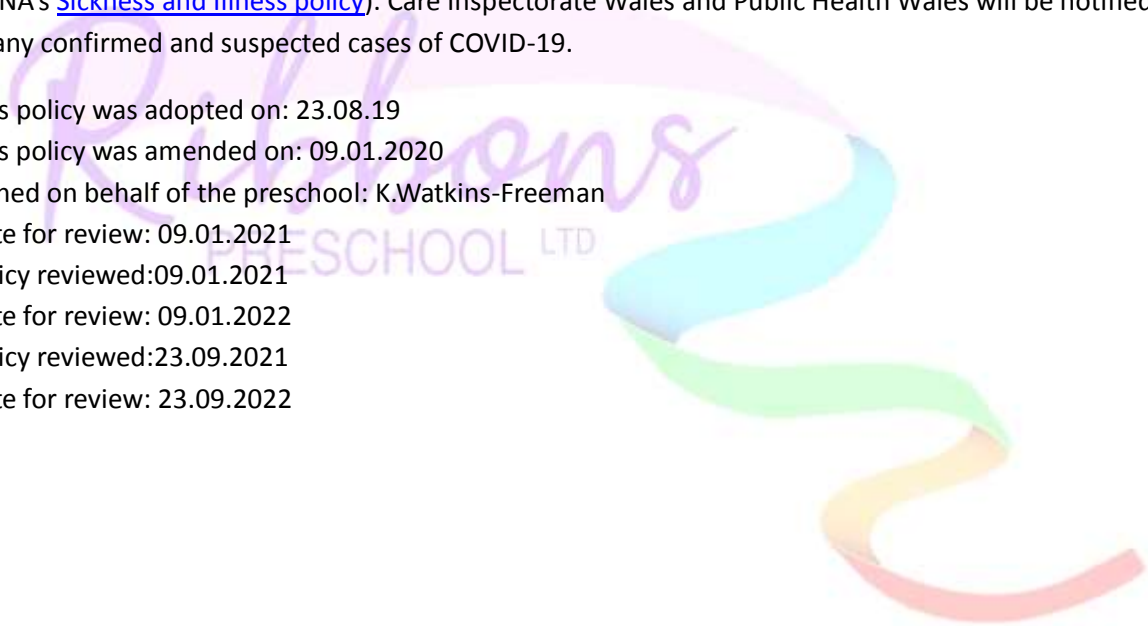 NA's Sickness and illness policy). Care Inspectorate Wales and Public Health Wales will be notified
any confirmed and suspected cases of COVID-19.
s policy was adopted on: 23.08.19
s policy was amended on: 09.01.2020
ned on behalf of the preschool: K.Watkins-Freeman
te for review: 09.01.2021
icy reviewed:09.01.2021
te for review: 09.01.2022
icy reviewed:23.09.2021
te for review: 23.09.2022
Ribbons
PRESCHOOL LTD